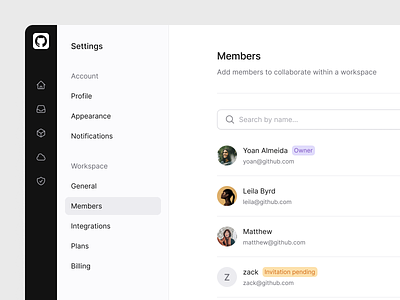 Settings
Account
Profile
Appearance
Notifications
Workspace
General
Members
Integrations
Plans
Billing
Members
Add members to collaborate within a workspace
Search by name...
Yoan Almeida Owner
yoan@github.com
Leila Byrd
leila@github.com
Matthew
matthew@github.com
Z
zack Invitation pending
zack@github.com